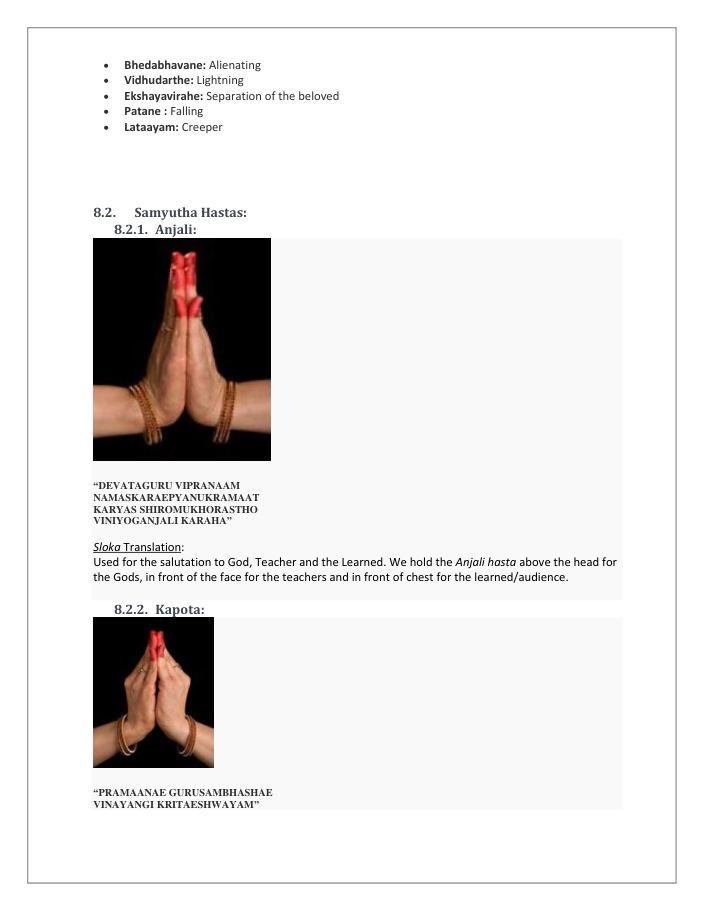 • Bhedabhavane: Alienating
• Vidhudarthe: Lightning
• Ekshayavirahe: Separation of the beloved
• Patane : Falling
• Lataayam: Creeper
8.2. Samyutha Hastas:
8.2.1. Anjali:
“DEVATAGURU VIPRANAAM
NAMASKARAEPYANUKRAMAAT
KARYAS SHIROMUKHORASTHO
VINIYOGANJALI KARAHA”
Sloka Translation:
Used for the salutation to God, Teacher and the Learned. We hold the Anjali hasta above the head for
the Gods, in front of the face for the teachers and in front of chest for the learned/audience.
8.2.2. Kapota:
“PRAMAANAE GURUSAMBHASHAE
VINAYANGI KRITAESHWAYAM”